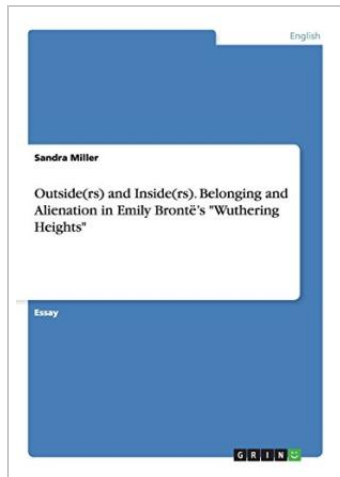 English
Sandra Miller
Outside(rs) and Inside(rs). Belonging and
Alienation in Emily Brontë's "Wuthering
Heights"
Essay
GRIN